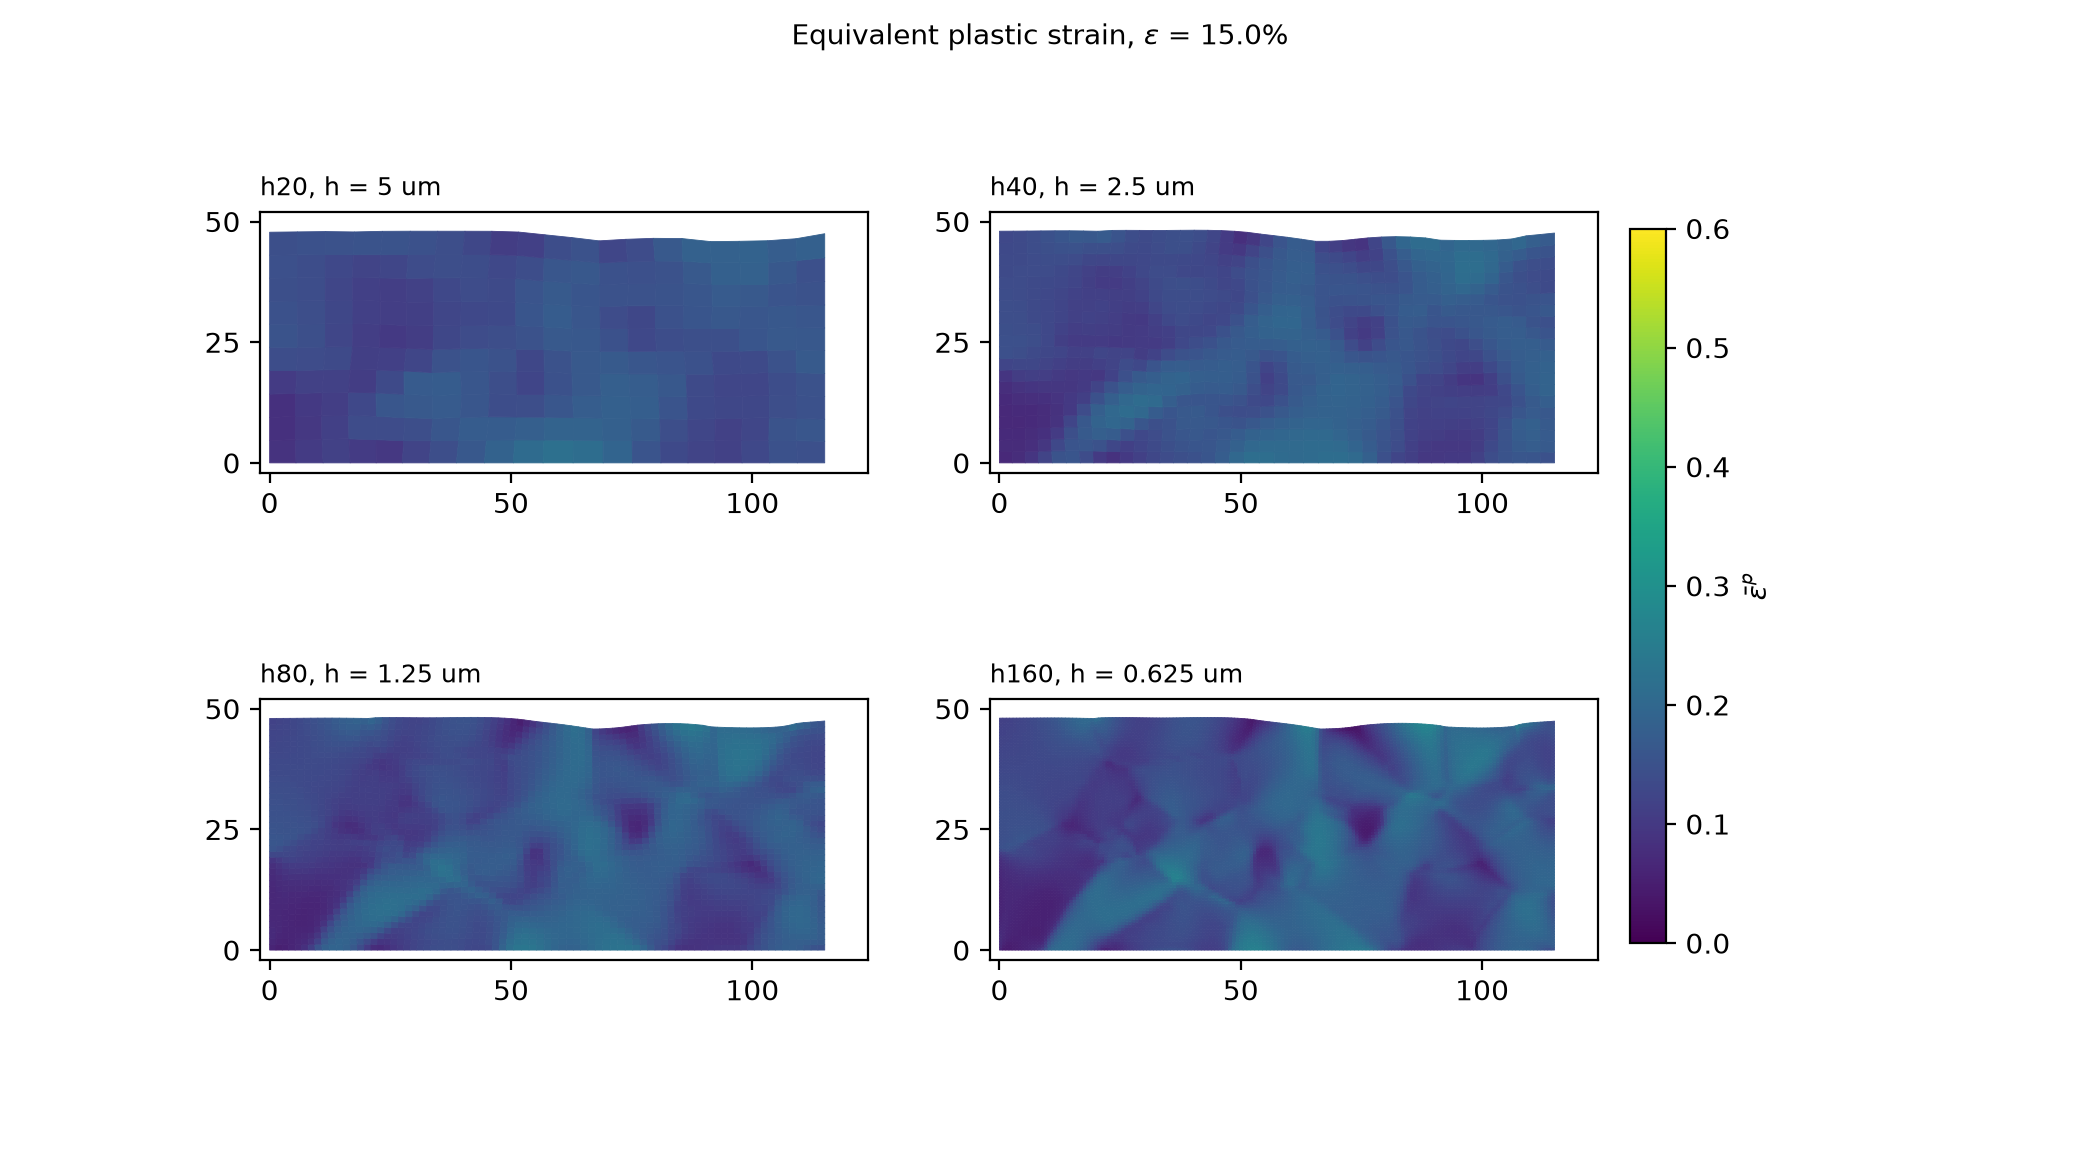 Equivalent plastic strain, ε = 15.0%
h20, h = 5 um
50
25
0
0 50 100
h40, h = 2.5 um
50
25
0
0 50 100
h80, h = 1.25 um
50
25
0
0 50 100
h160, h = 0.625 um
50
25
0
0 50 100
0.6
0.5
0.4
0.3
0.2
0.1
0.0
ε̄ᵖ